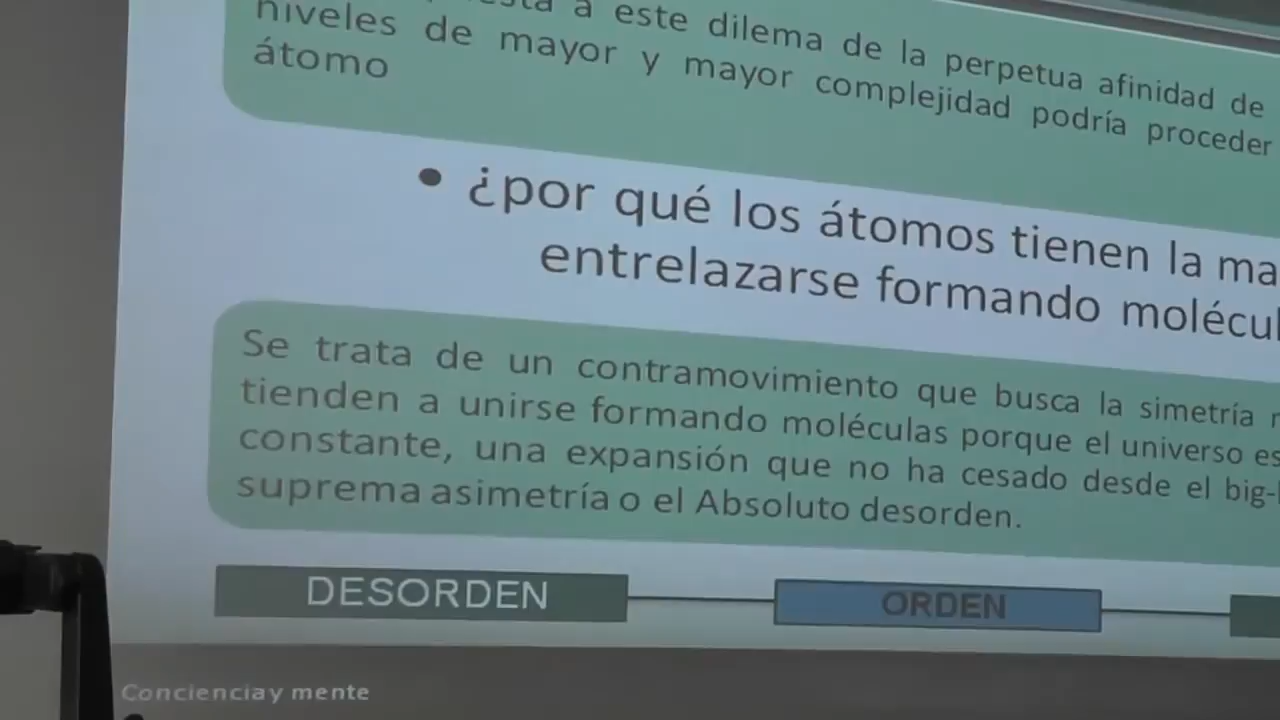 a este dilema de la perpetua afinidad de
niveles de mayor y mayor complejidad podría proceder
átomo
• ¿por qué los átomos tienen la
entrelazarse formando
Se trata de un contramovimiento que busca la simetría
tienden a unirse formando moléculas porque el universo
constante, una expansión que no ha cesado desde el big-
suprema asimetría o el Absoluto desorden.
DESORDEN
ORDEN
Conciencia y mente